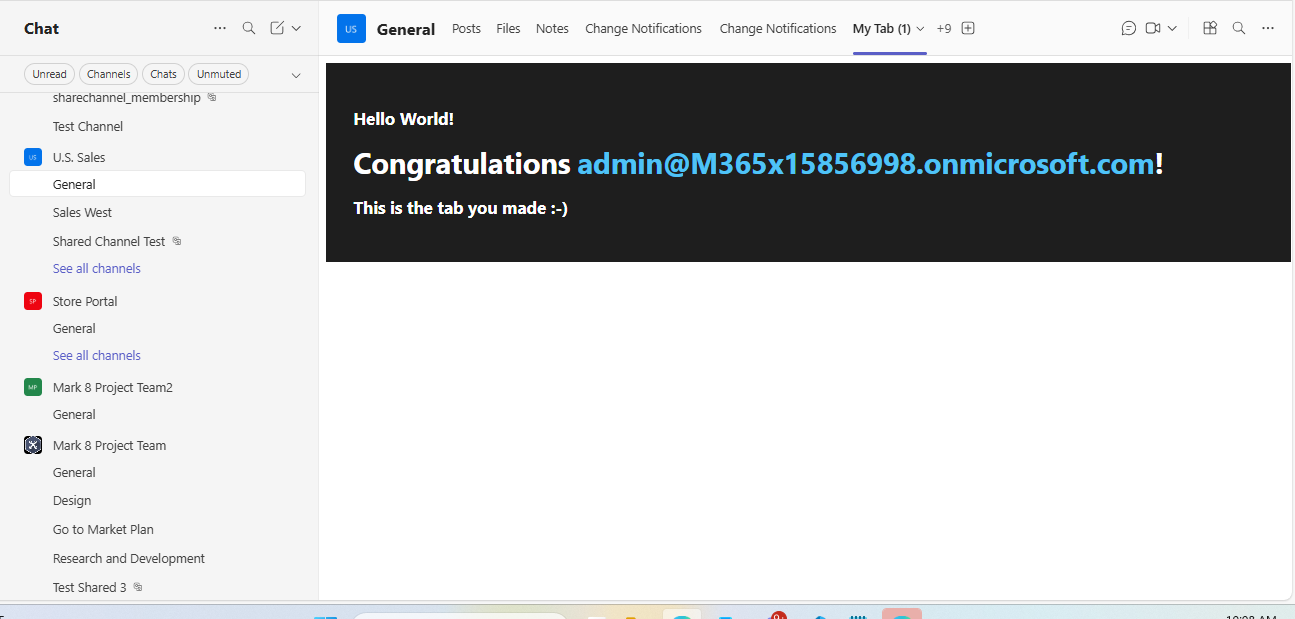 Chat
Unread Channels Chats Unmuted
sharechannel_membership
Test Channel
US U.S. Sales
General
Sales West
Shared Channel Test
See all channels
SP Store Portal
General
See all channels
MP Mark 8 Project Team2
General
Mark 8 Project Team
General
Design
Go to Market Plan
Research and Development
Test Shared 3
US General Posts Files Notes Change Notifications Change Notifications My Tab (1) +9
Hello World!
Congratulations admin@M365x15856998.onmicrosoft.com!
This is the tab you made :-)